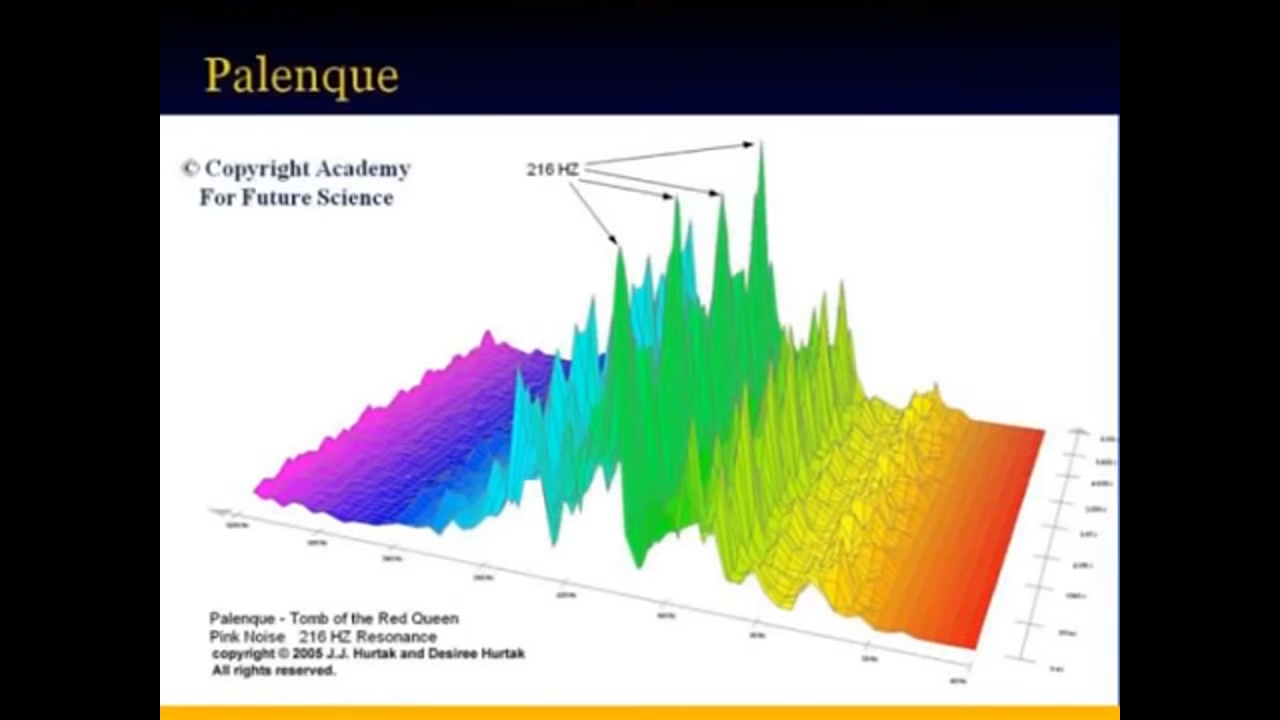 Palenque
© Copyright Academy
For Future Science
216 HZ
Palenque - Tomb of the Red Queen
Pink Noise 216 HZ Resonance
copyright © 2005 J.J. Hurtak and Desiree Hurtak
All rights reserved.